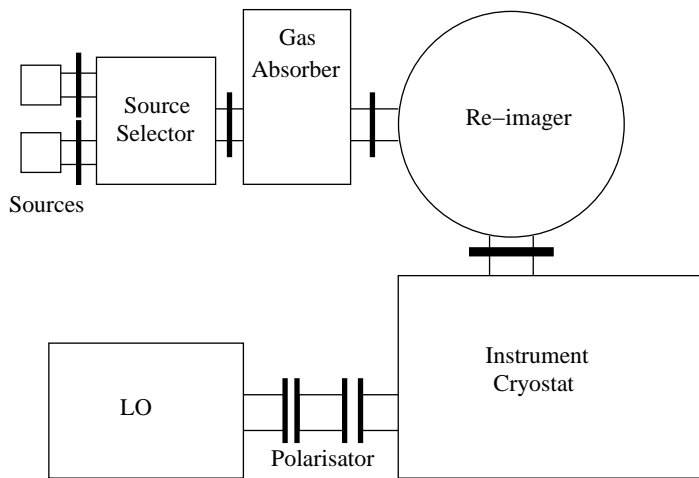 Gas
Absorber
Source
Selector
Re−imager
Sources
Instrument
Cryostat
LO
Polarisator